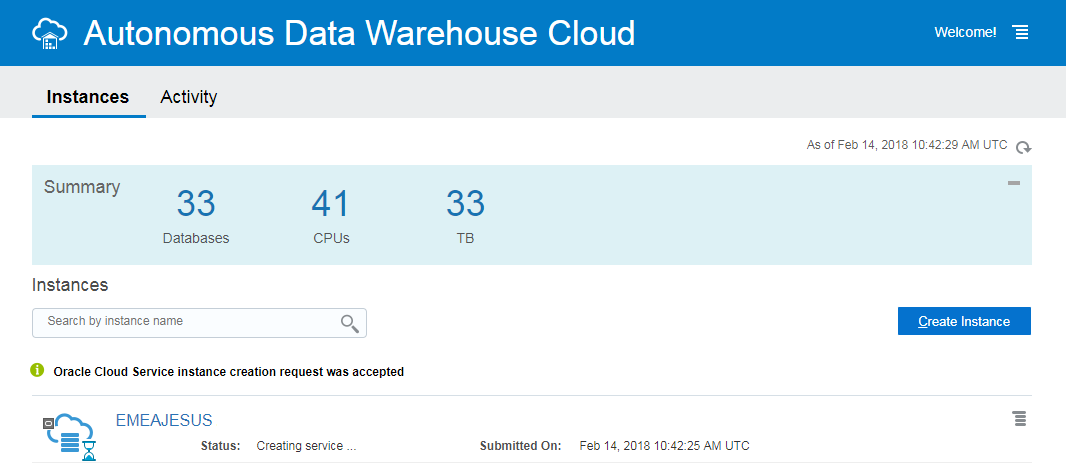 Autonomous Data Warehouse Cloud
Welcome!
Instances Activity
As of Feb 14, 2018 10:42:29 AM UTC
Summary
33 41 33
Databases CPUs TB
Instances
Search by instance name
Create Instance
Oracle Cloud Service instance creation request was accepted
EMEAJESUS
Status: Creating service ... Submitted On: Feb 14, 2018 10:42:25 AM UTC